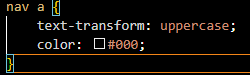 nav a {
    text-transform: uppercase;
    color: #000;
}